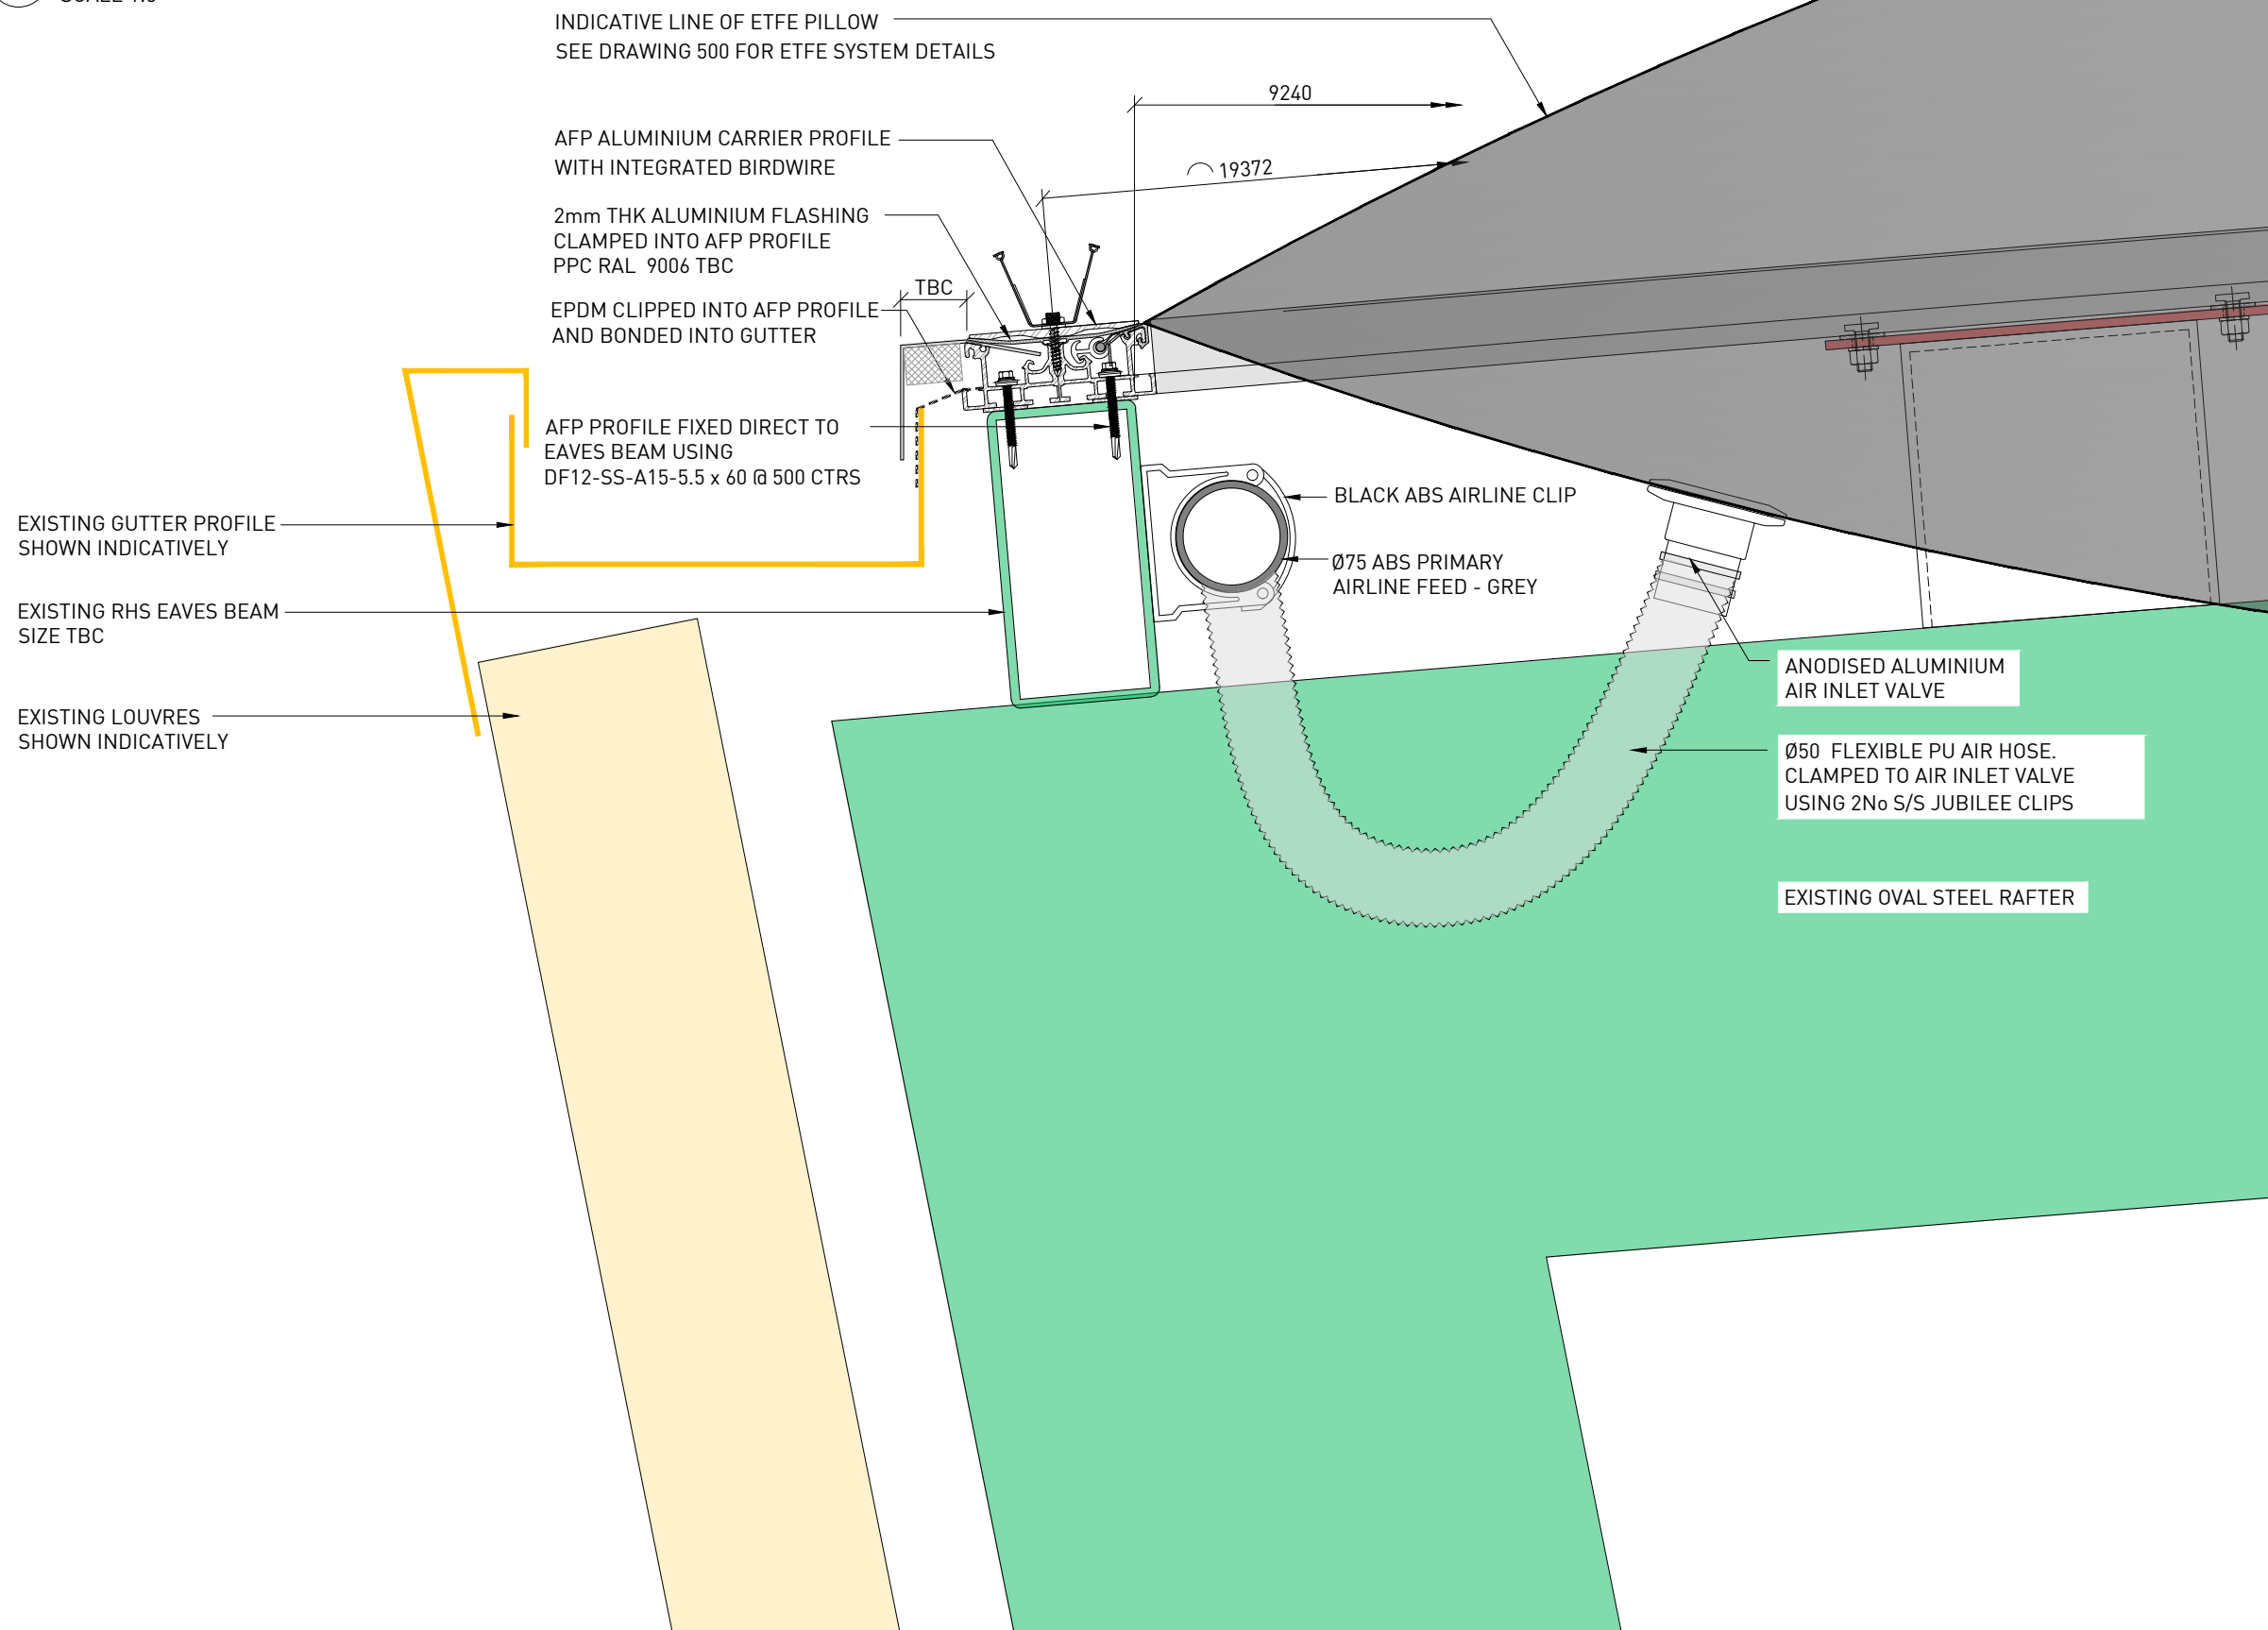 INDICATIVE LINE OF ETFE PILLOW
SEE DRAWING 500 FOR ETFE SYSTEM DETAILS
9240
AFP ALUMINIUM CARRIER PROFILE
WITH INTEGRATED BIRDWIRE
19372
2mm THK ALUMINIUM FLASHING
CLAMPED INTO AFP PROFILE
PPC RAL 9006 TBC
TBC
EPDM CLIPPED INTO AFP PROFILE
AND BONDED INTO GUTTER
AFP PROFILE FIXED DIRECT TO
EAVES BEAM USING
DF12-SS-A15-5.5 x 60 @ 500 CTRS
BLACK ABS AIRLINE CLIP
EXISTING GUTTER PROFILE
SHOWN INDICATIVELY
Ø75 ABS PRIMARY
AIRLINE FEED - GREY
EXISTING RHS EAVES BEAM
SIZE TBC
ANODISED ALUMINIUM
AIR INLET VALVE
EXISTING LOUVRES
SHOWN INDICATIVELY
Ø50 FLEXIBLE PU AIR HOSE.
CLAMPED TO AIR INLET VALVE
USING 2No S/S JUBILEE CLIPS
EXISTING OVAL STEEL RAFTER